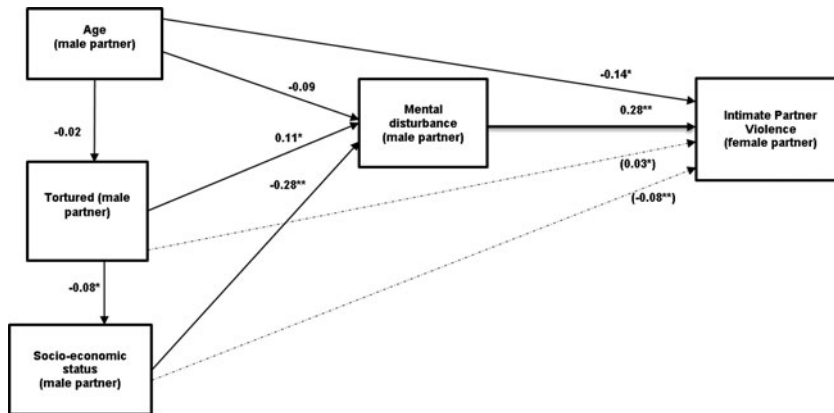 Age
(male partner)
-0.14*
-0.09
Mental
disturbance
(male partner)
0.28**
Intimate Partner
Violence
(female partner)
-0.02
0.11*
(0.03*)
Tortured (male
partner)
-0.28**
(-0.08**)
-0.08*
Socio-economic
status
(male partner)